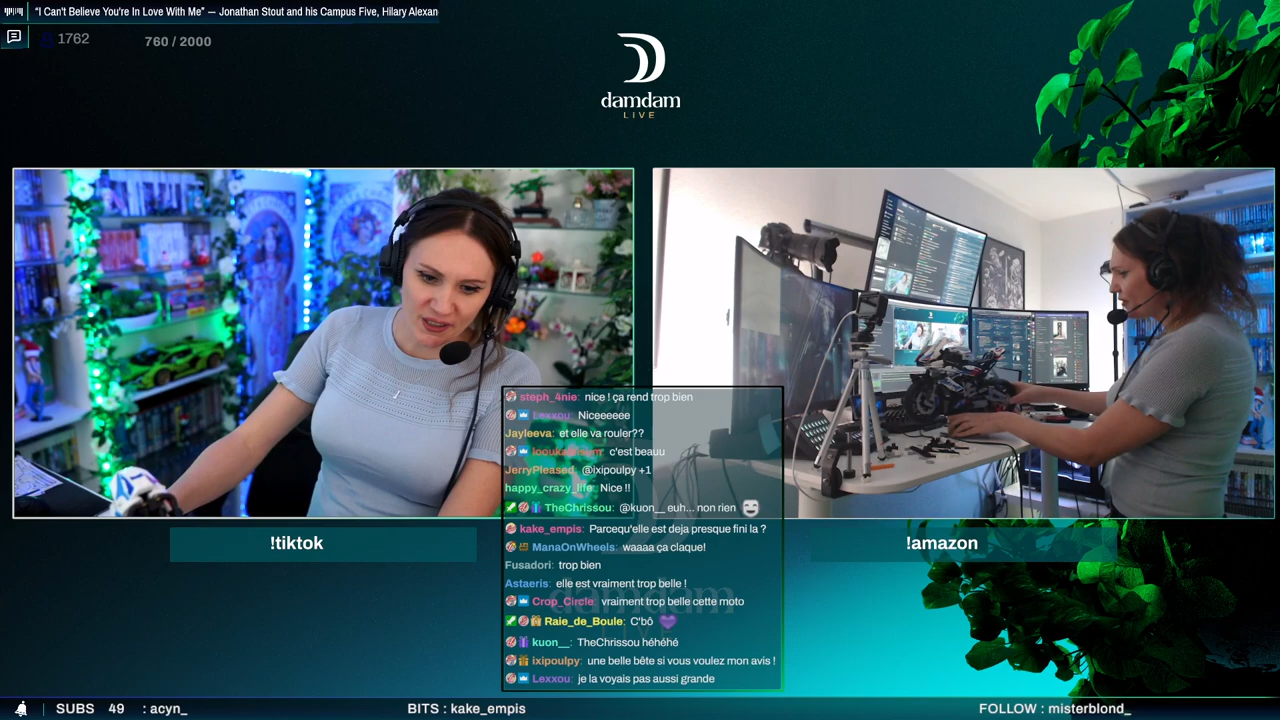 "I Can't Believe You're In Love With Me" — Jonathan Stout and his Campus Five, Hilary Alexan
1762
760 / 2000
damdam
LIVE
steph_4nie: nice ! ça rend trop bien
Lexxou: Niceeeeee
Jayleeva: et elle va rouler??
c'est beauu
JerryPleased: @ixipoulpy +1
happy_crazy_life: Nice !!
TheChrissou: @kuon__ euh... non rien
kake_empis: Parcequ'elle est deja presque fini la ?
ManaOnWheels: waaaa ça claque!
Fusadori: trop bien
Astaeris: elle est vraiment trop belle !
Crop_Circle: vraiment trop belle cette moto
Raie_de_Boule: C'bô
kuon__: TheChrissou héhéhé
ixipoulpy: une belle bête si vous voulez mon avis !
Lexxou: je la voyais pas aussi grande
!tiktok
!amazon
damdam
LIVE
SUBS 49 : acyn_
BITS : kake_empis
FOLLOW : misterblond_